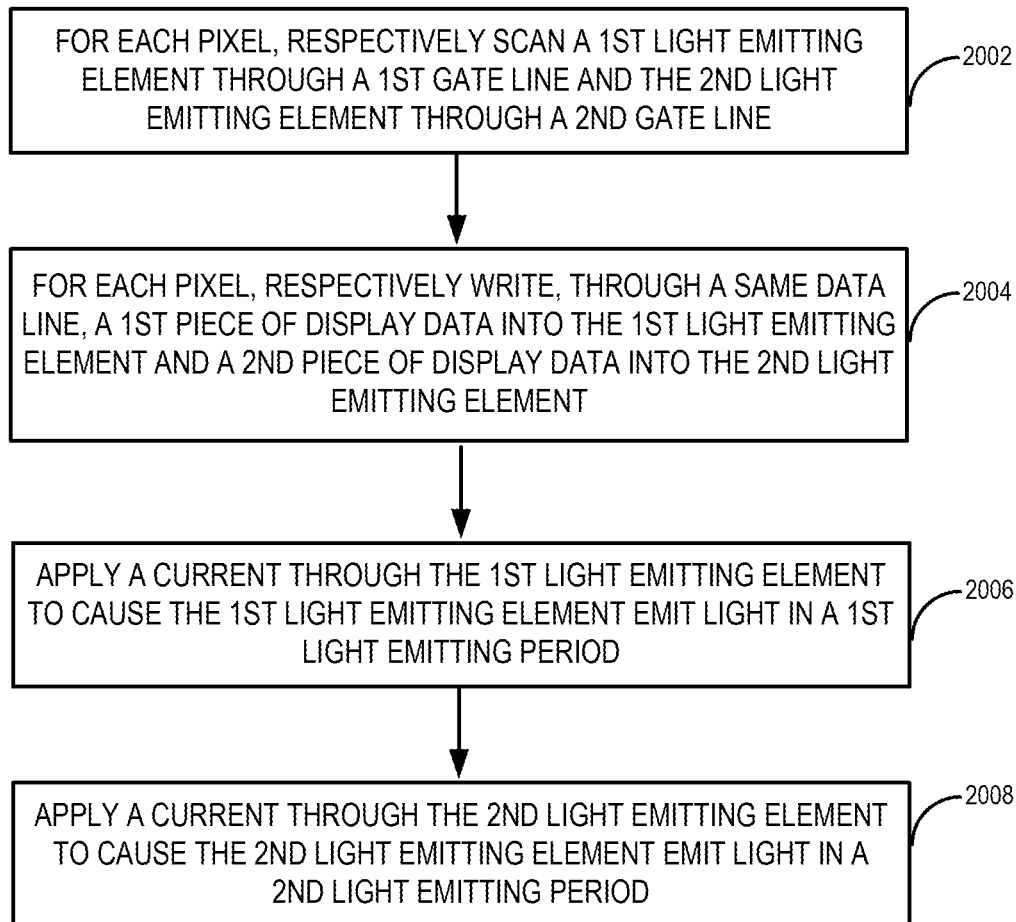 FOR EACH PIXEL, RESPECTIVELY SCAN A 1ST LIGHT EMITTING
ELEMENT THROUGH A 1ST GATE LINE AND THE 2ND LIGHT
EMITTING ELEMENT THROUGH A 2ND GATE LINE
2002
FOR EACH PIXEL, RESPECTIVELY WRITE, THROUGH A SAME DATA
LINE, A 1ST PIECE OF DISPLAY DATA INTO THE 1ST LIGHT EMITTING
ELEMENT AND A 2ND PIECE OF DISPLAY DATA INTO THE 2ND LIGHT
EMITTING ELEMENT
2004
APPLY A CURRENT THROUGH THE 1ST LIGHT EMITTING ELEMENT
TO CAUSE THE 1ST LIGHT EMITTING ELEMENT EMIT LIGHT IN A 1ST
LIGHT EMITTING PERIOD
2006
APPLY A CURRENT THROUGH THE 2ND LIGHT EMITTING ELEMENT
TO CAUSE THE 2ND LIGHT EMITTING ELEMENT EMIT LIGHT IN A
2ND LIGHT EMITTING PERIOD
2008